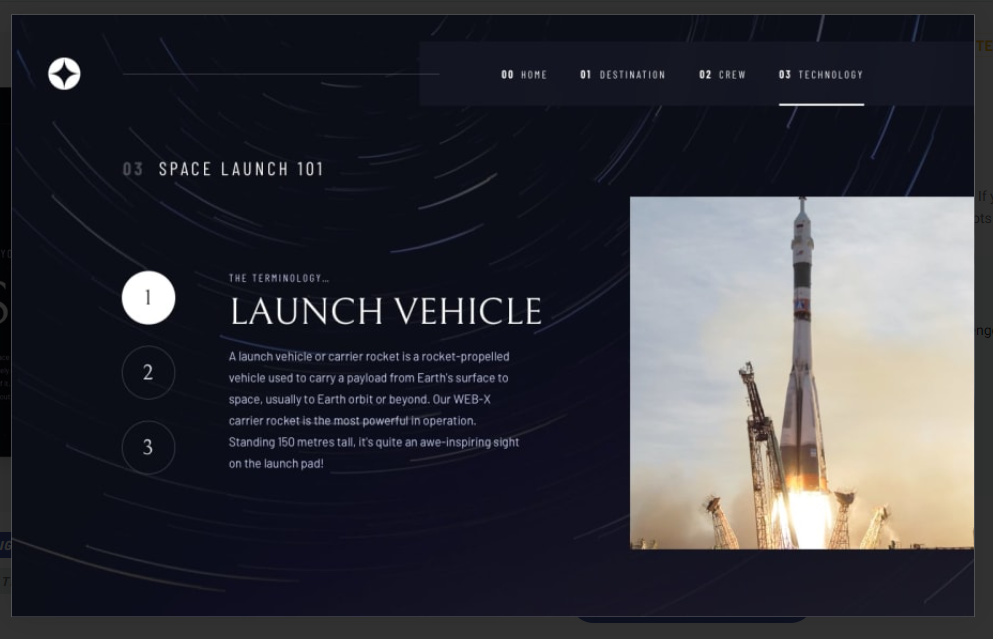 00 HOME 01 DESTINATION 02 CREW 03 TECHNOLOGY
03 SPACE LAUNCH 101
THE TERMINOLOGY…
LAUNCH VEHICLE
1
2
3
A launch vehicle or carrier rocket is a rocket-propelled
vehicle used to carry a payload from Earth's surface to
space, usually to Earth orbit or beyond. Our WEB-X
carrier rocket is the most powerful in operation.
Standing 150 metres tall, it's quite an awe-inspiring sight
on the launch pad!